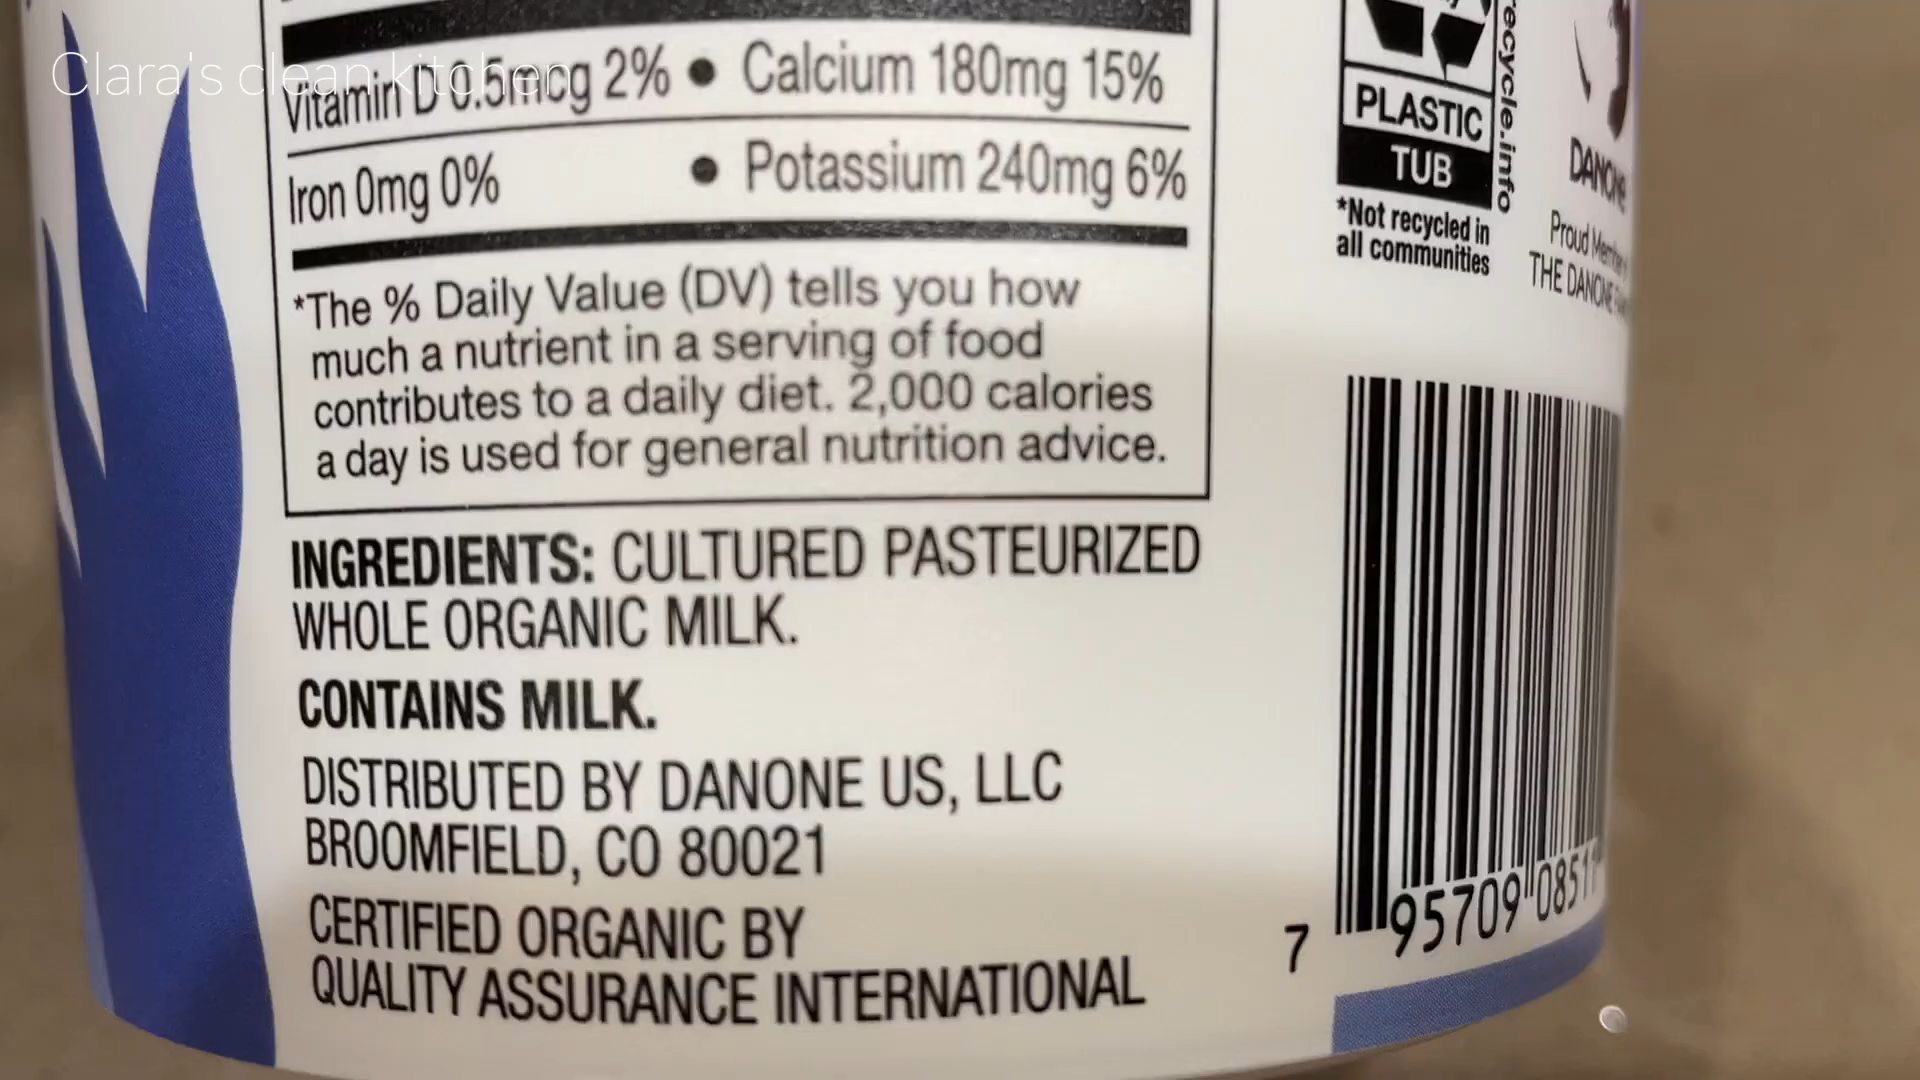 Clara's clean kitchen
Vitamin D 0.5mcg 2% • Calcium 180mg 15%
Iron 0mg 0% • Potassium 240mg 6%
*The % Daily Value (DV) tells you how
much a nutrient in a serving of food
contributes to a daily diet. 2,000 calories
a day is used for general nutrition advice.
INGREDIENTS: CULTURED PASTEURIZED
WHOLE ORGANIC MILK.
CONTAINS MILK.
DISTRIBUTED BY DANONE US, LLC
BROOMFIELD, CO 80021
CERTIFIED ORGANIC BY
QUALITY ASSURANCE INTERNATIONAL
PLASTIC
TUB
*Not recycled in
all communities
DANONE
Proud
THE DANONE
7 95709 0851